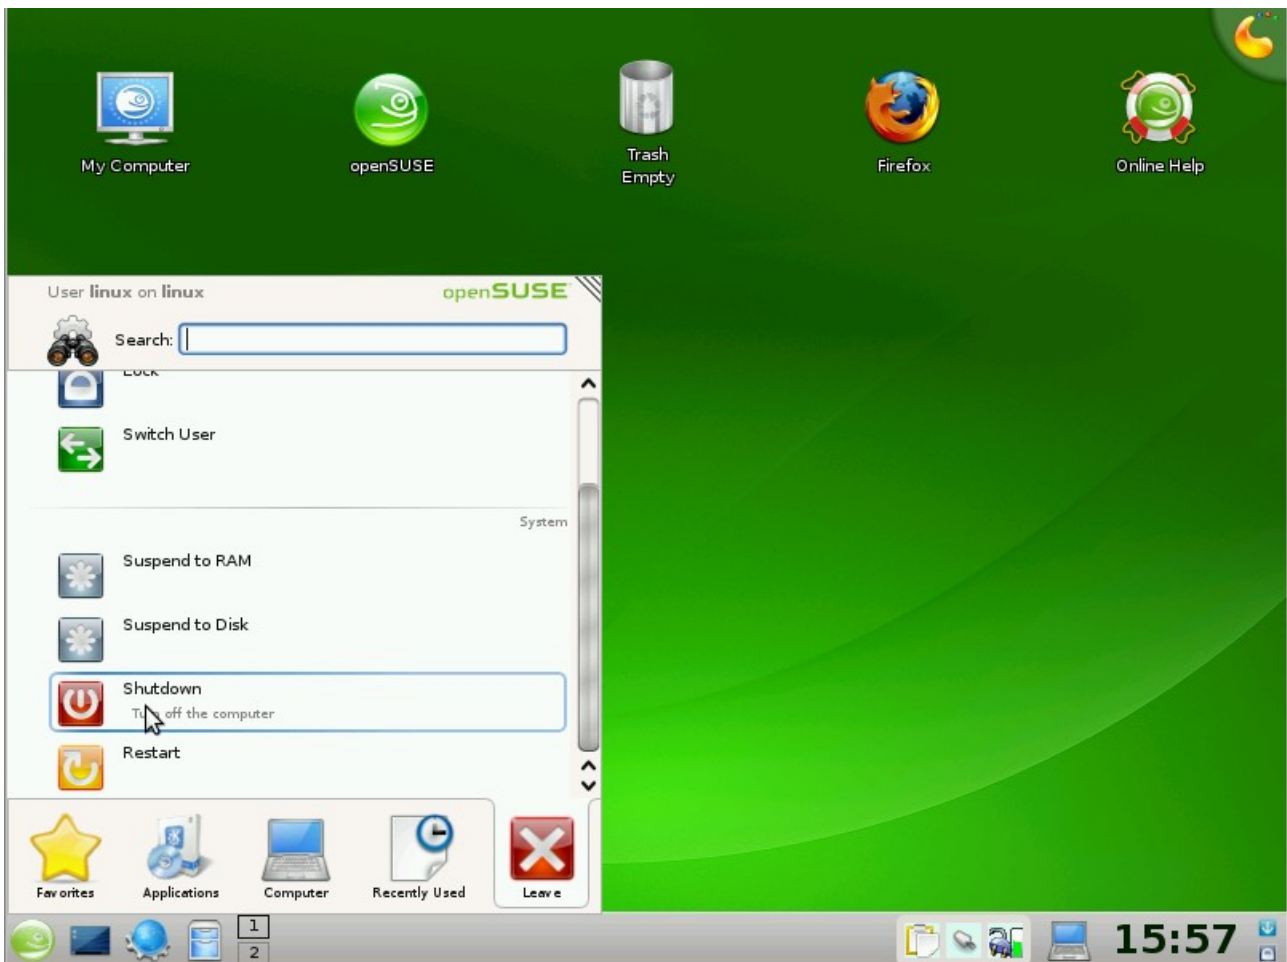 My Computer
openSUSE
Trash
Empty
Firefox
Online Help
User linux on linux
openSUSE
Search:
Lock
Switch User
System
Suspend to RAM
Suspend to Disk
Shutdown
Turn off the computer
Restart
Favorites
Applications
Computer
Recently Used
Leave
1
2
15:57